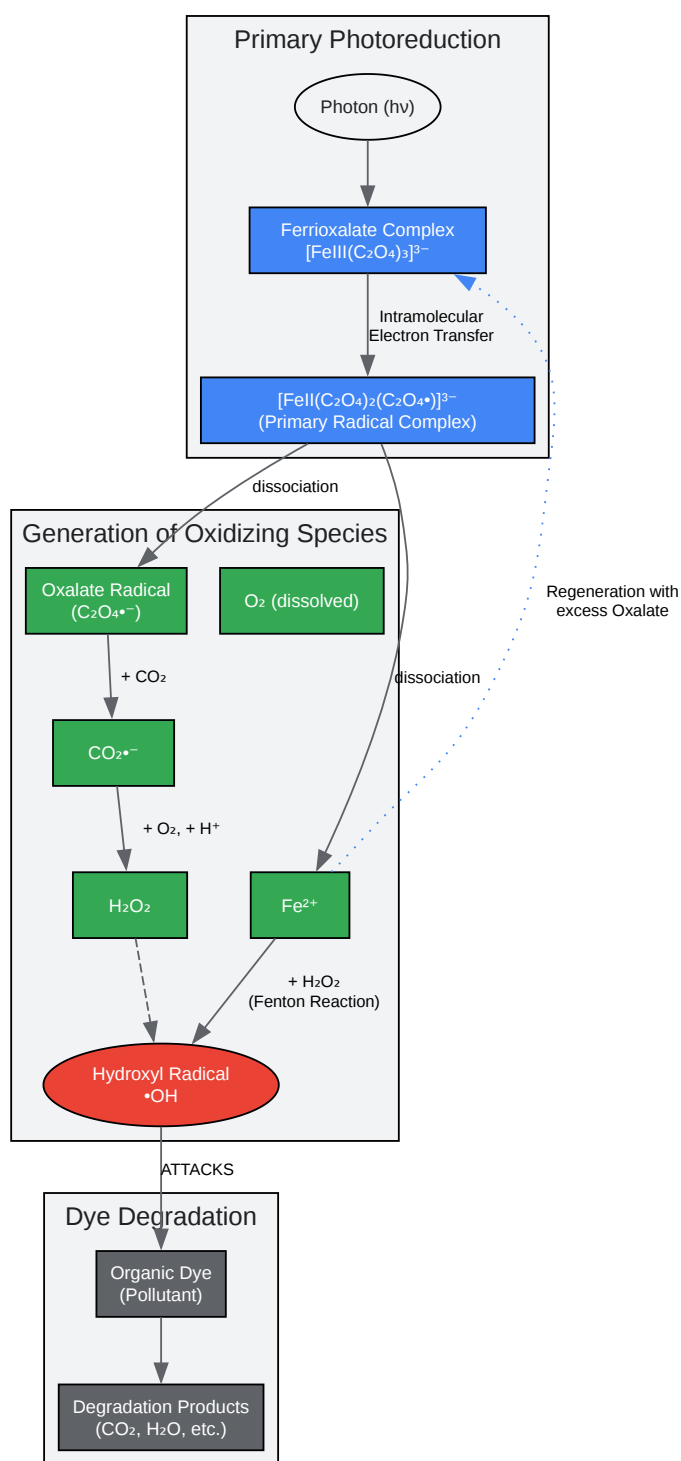 Primary Photoreduction
Photon (hν)
Ferrioxalate Complex
[FeIII(C₂O₄)₃]³⁻
Intramolecular
Electron Transfer
[FeII(C₂O₄)₂(C₂O₄•)]³⁻
(Primary Radical Complex)
dissociation
Generation of Oxidizing Species
Oxalate Radical
(C₂O₄•⁻)
O₂ (dissolved)
Regeneration with
excess Oxalate
+ CO₂
dissociation
CO₂•⁻
+ O₂, + H⁺
H₂O₂
Fe²⁺
+ H₂O₂
(Fenton Reaction)
Hydroxyl Radical
•OH
ATTACKS
Dye Degradation
Organic Dye
(Pollutant)
Degradation Products
(CO₂, H₂O, etc.)